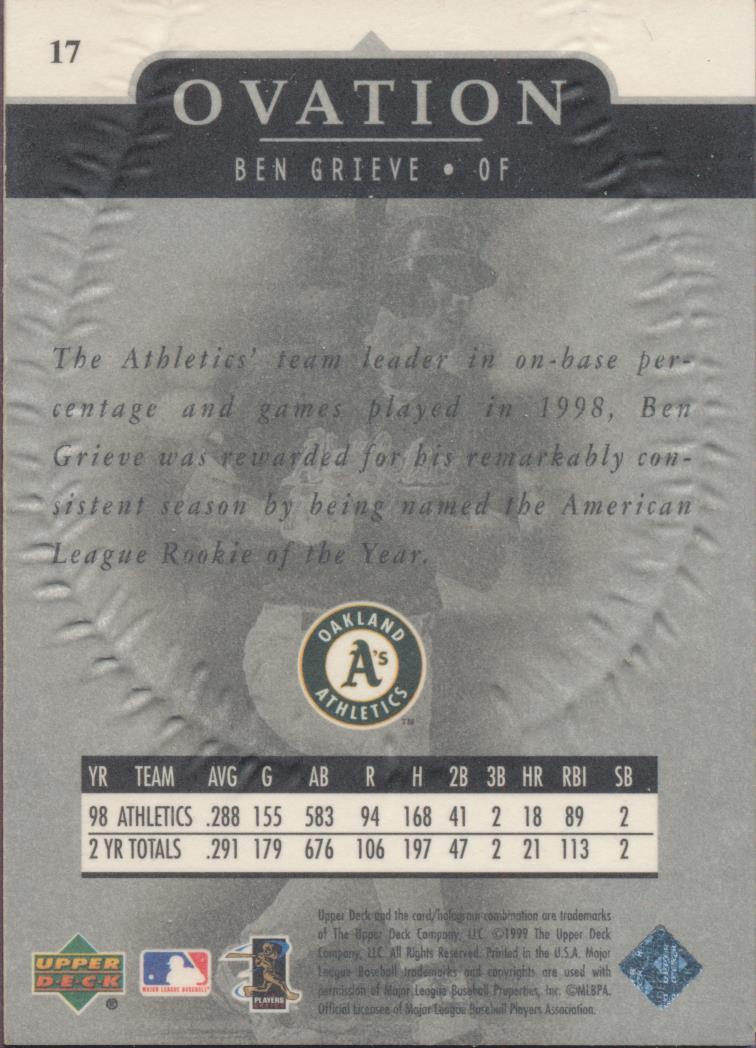 17
OVATION
BEN GRIEVE • OF
The Athletics' team leader in on-base per-
centage and games played in 1998, Ben
Grieve was rewarded for his remarkably con-
sistent season by being named the American
League Rookie of the Year.
OAKLAND
A's
ATHLETICS
TM
YR TEAM AVG G AB R H 2B 3B HR RBI SB
98 ATHLETICS .288 155 583 94 168 41 2 18 89 2
2 YR TOTALS .291 179 676 106 197 47 2 21 113 2
Upper Deck and the card/hologram combination are trademarks
of The Upper Deck Company, LLC ©1999 The Upper Deck
Company, LLC. All Rights Reserved. Printed in the U.S.A. Major
League Baseball trademarks and copyrights are used with
permission of Major League Baseball Properties, Inc. ©MLBPA.
Official Licensee of Major League Baseball Players Association.
UPPER
D·E·C·K
®
MAJOR LEAGUE BASEBALL
PLAYERS